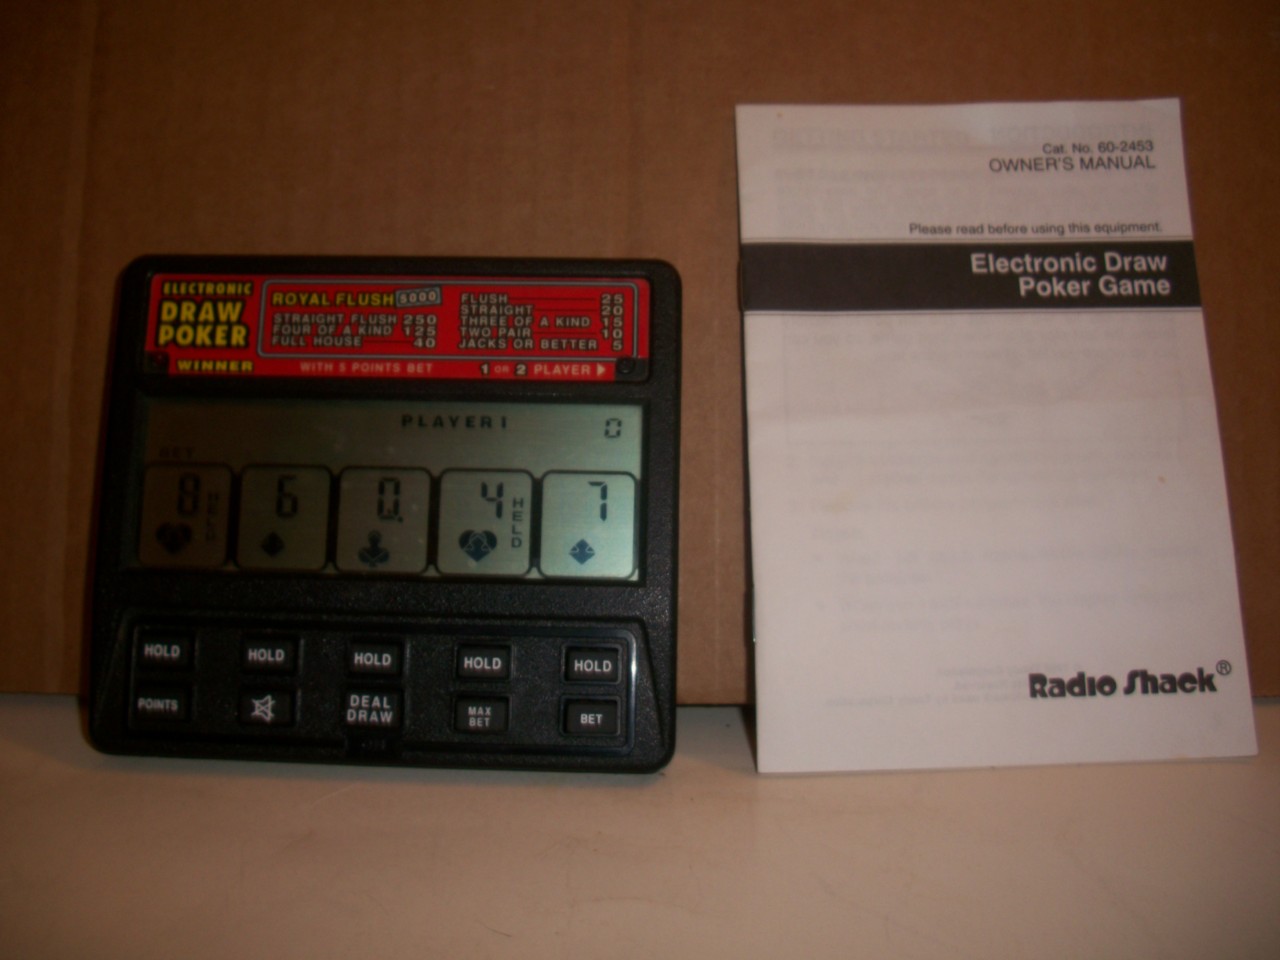 ELECTRONIC
DRAW
POKER
WINNER
ROYAL FLUSH 5000
STRAIGHT FLUSH 250
FOUR OF A KIND 125
FULL HOUSE 40
FLUSH 25
STRAIGHT 20
THREE OF A KIND 15
TWO PAIR 10
JACKS OR BETTER 5
WITH 5 POINTS BET
1 OR 2 PLAYER
PLAYER 1
0
BET
8 HELD
6
Q
4 HELD
7
HOLD HOLD HOLD HOLD HOLD
POINTS
DEAL
DRAW
MAX
BET
BET
Cat. No. 60-2453
OWNER'S MANUAL
Please read before using this equipment.
Electronic Draw
Poker Game
Radio Shack®